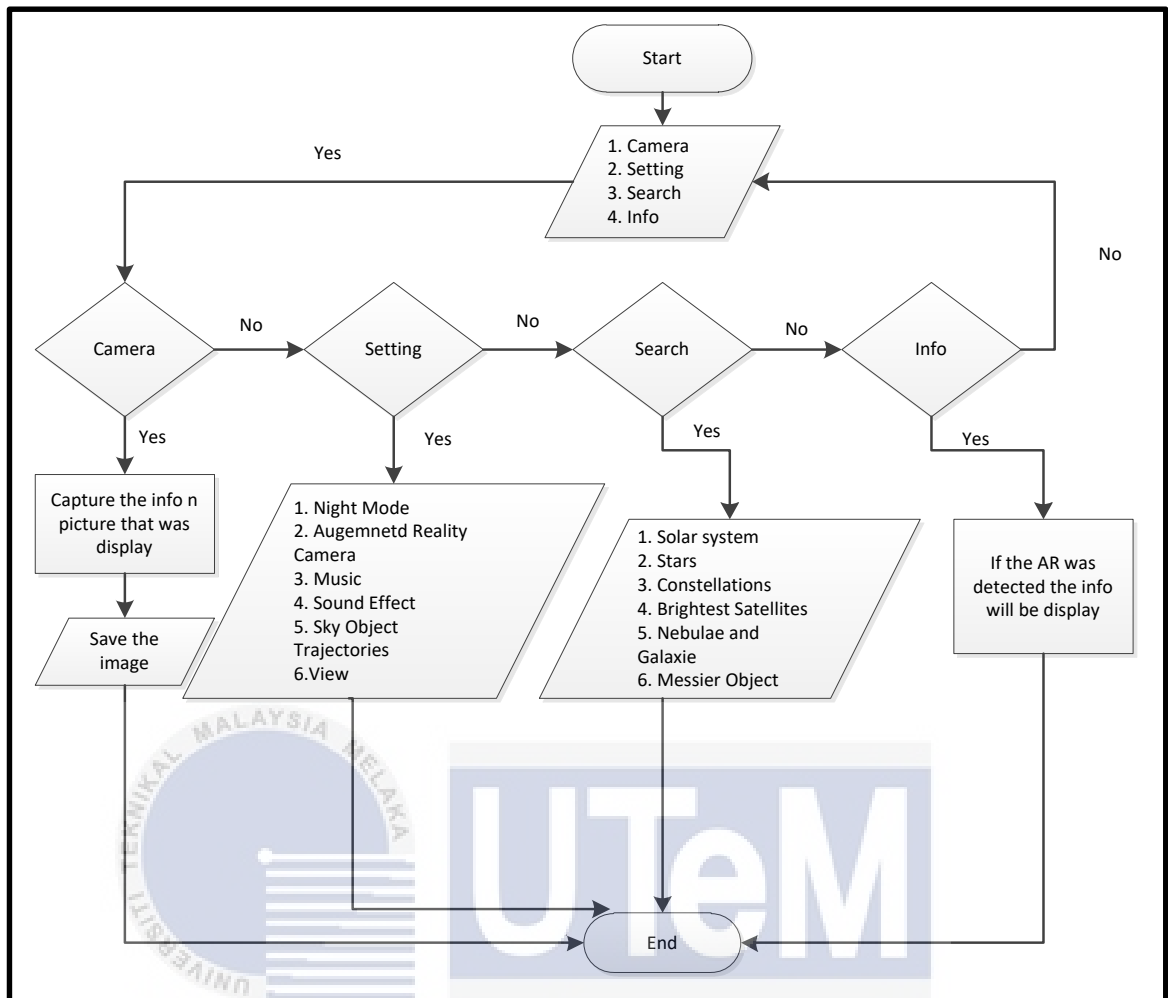 Start
1. Camera
2. Setting
3. Search
4. Info
Yes
No
Camera
No
Setting
No
Search
No
Info
Yes
Yes
Yes
Yes
Capture the info n
picture that was
display
Save the
image
1. Night Mode
2. Augemnetd Reality
Camera
3. Music
4. Sound Effect
5. Sky Object
Trajectories
6.View
1. Solar system
2. Stars
3. Constellations
4. Brightest Satellites
5. Nebulae and
Galaxie
6. Messier Object
If the AR was
detected the info
will be display
End
UNIVERSITI TEKNIKAL MALAYSIA MELAKA
UTeM